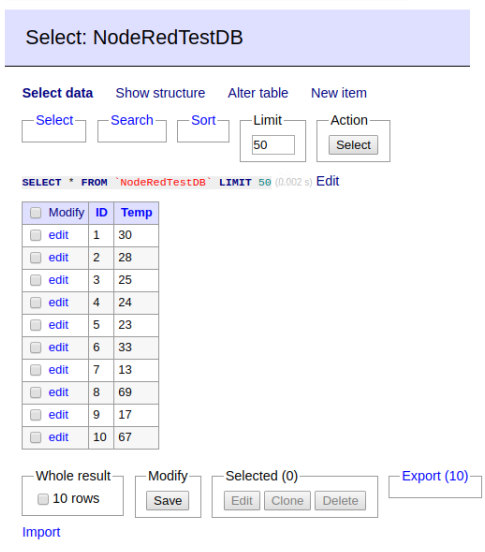 Select: NodeRedTestDB
Select data Show structure Alter table New item
Select Search Sort Limit Action
50 Select
SELECT * FROM `NodeRedTestDB` LIMIT 50 (0.002 s) Edit
Modify ID Temp
edit 1 30
edit 2 28
edit 3 25
edit 4 24
edit 5 23
edit 6 33
edit 7 13
edit 8 69
edit 9 17
edit 10 67
Whole result Modify Selected (0) Export (10)
10 rows Save Edit Clone Delete
Import